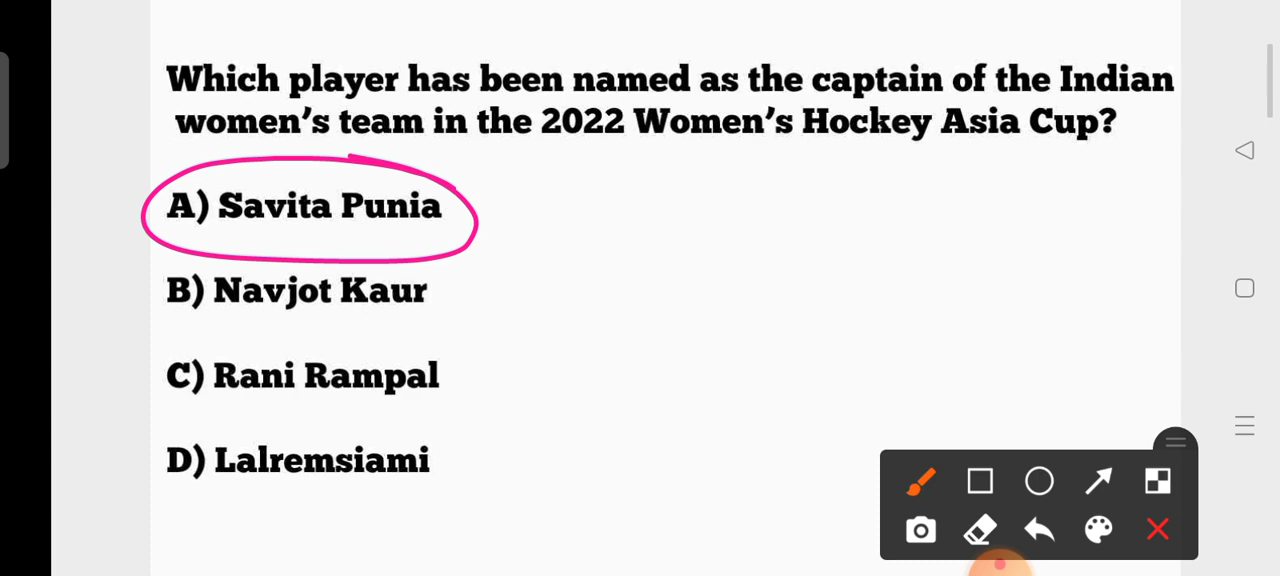 Which player has been named as the captain of the Indian
women’s team in the 2022 Women’s Hockey Asia Cup?
A) Savita Punia
B) Navjot Kaur
C) Rani Rampal
D) Lalremsiami